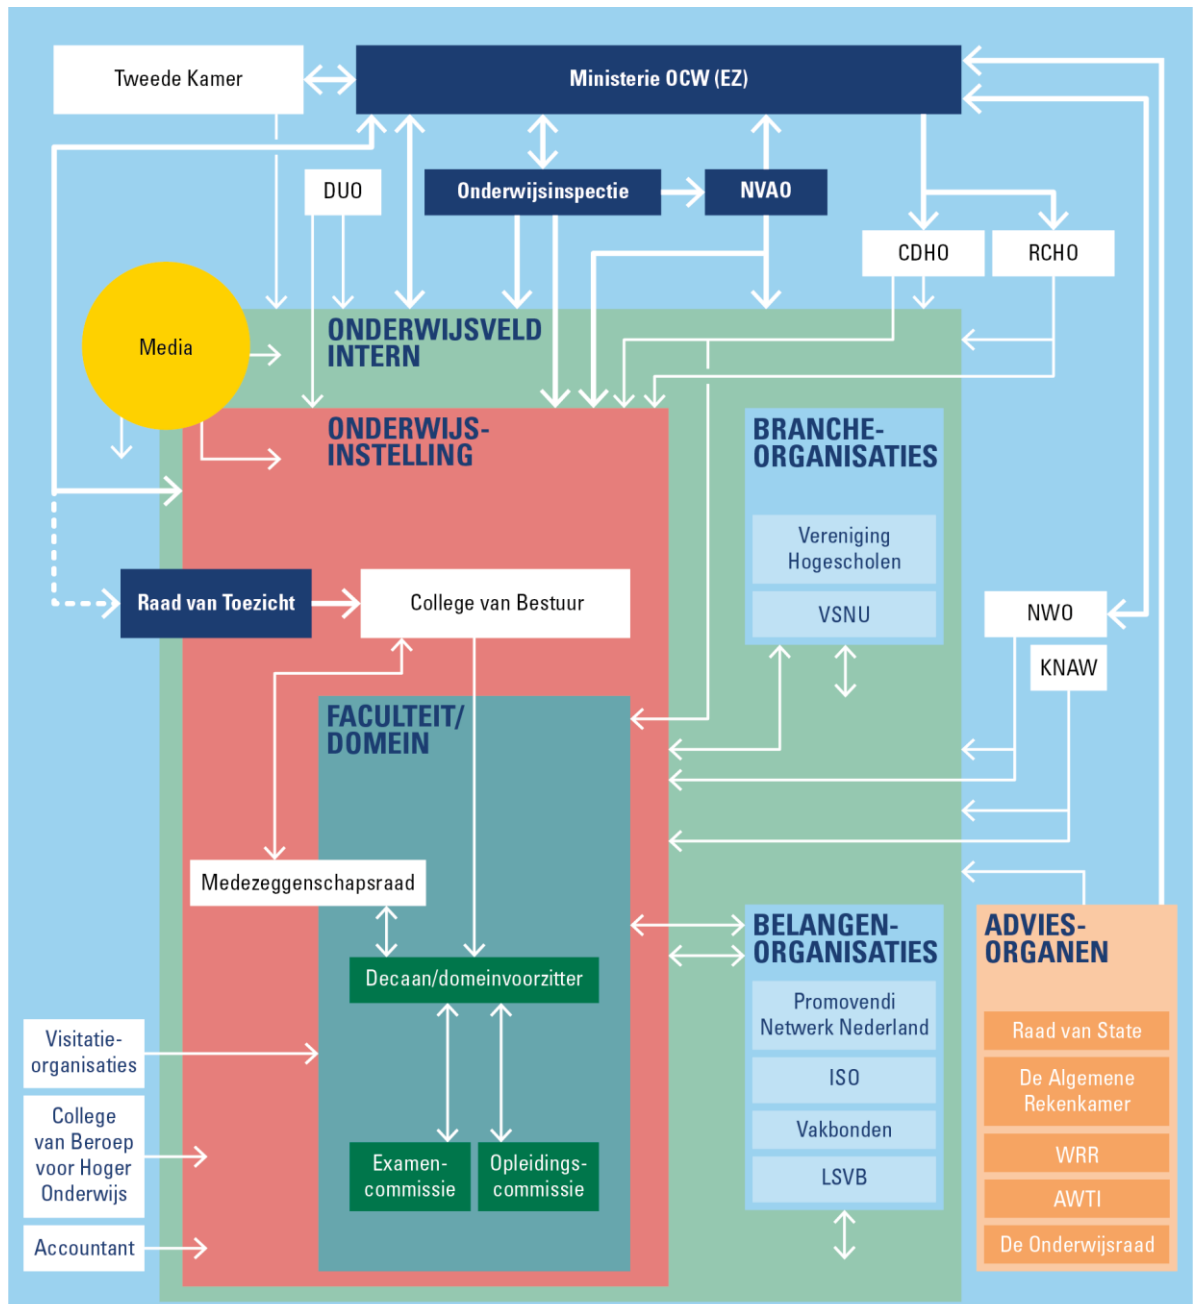 Tweede Kamer
Ministerie OCW (EZ)
DUO
Onderwijsinspectie
NVAO
CDHO
RCHO
Media
ONDERWIJSVELD
INTERN
ONDERWIJS-
INSTELLING
BRANCHE-
ORGANISATIES
Vereniging
Hogescholen
VSNU
Raad van Toezicht
College van Bestuur
NWO
KNAW
FACULTEIT/
DOMEIN
Medezeggenschapsraad
Decaan/domeinvoorzitter
Examen-
commissie
Opleidings-
commissie
BELANGEN-
ORGANISATIES
Promovendi
Netwerk Nederland
ISO
Vakbonden
LSVB
ADVIES-
ORGANEN
Raad van State
De Algemene
Rekenkamer
WRR
AWTI
De Onderwijsraad
Visitatie-
organisaties
College
van Beroep
voor Hoger
Onderwijs
Accountant